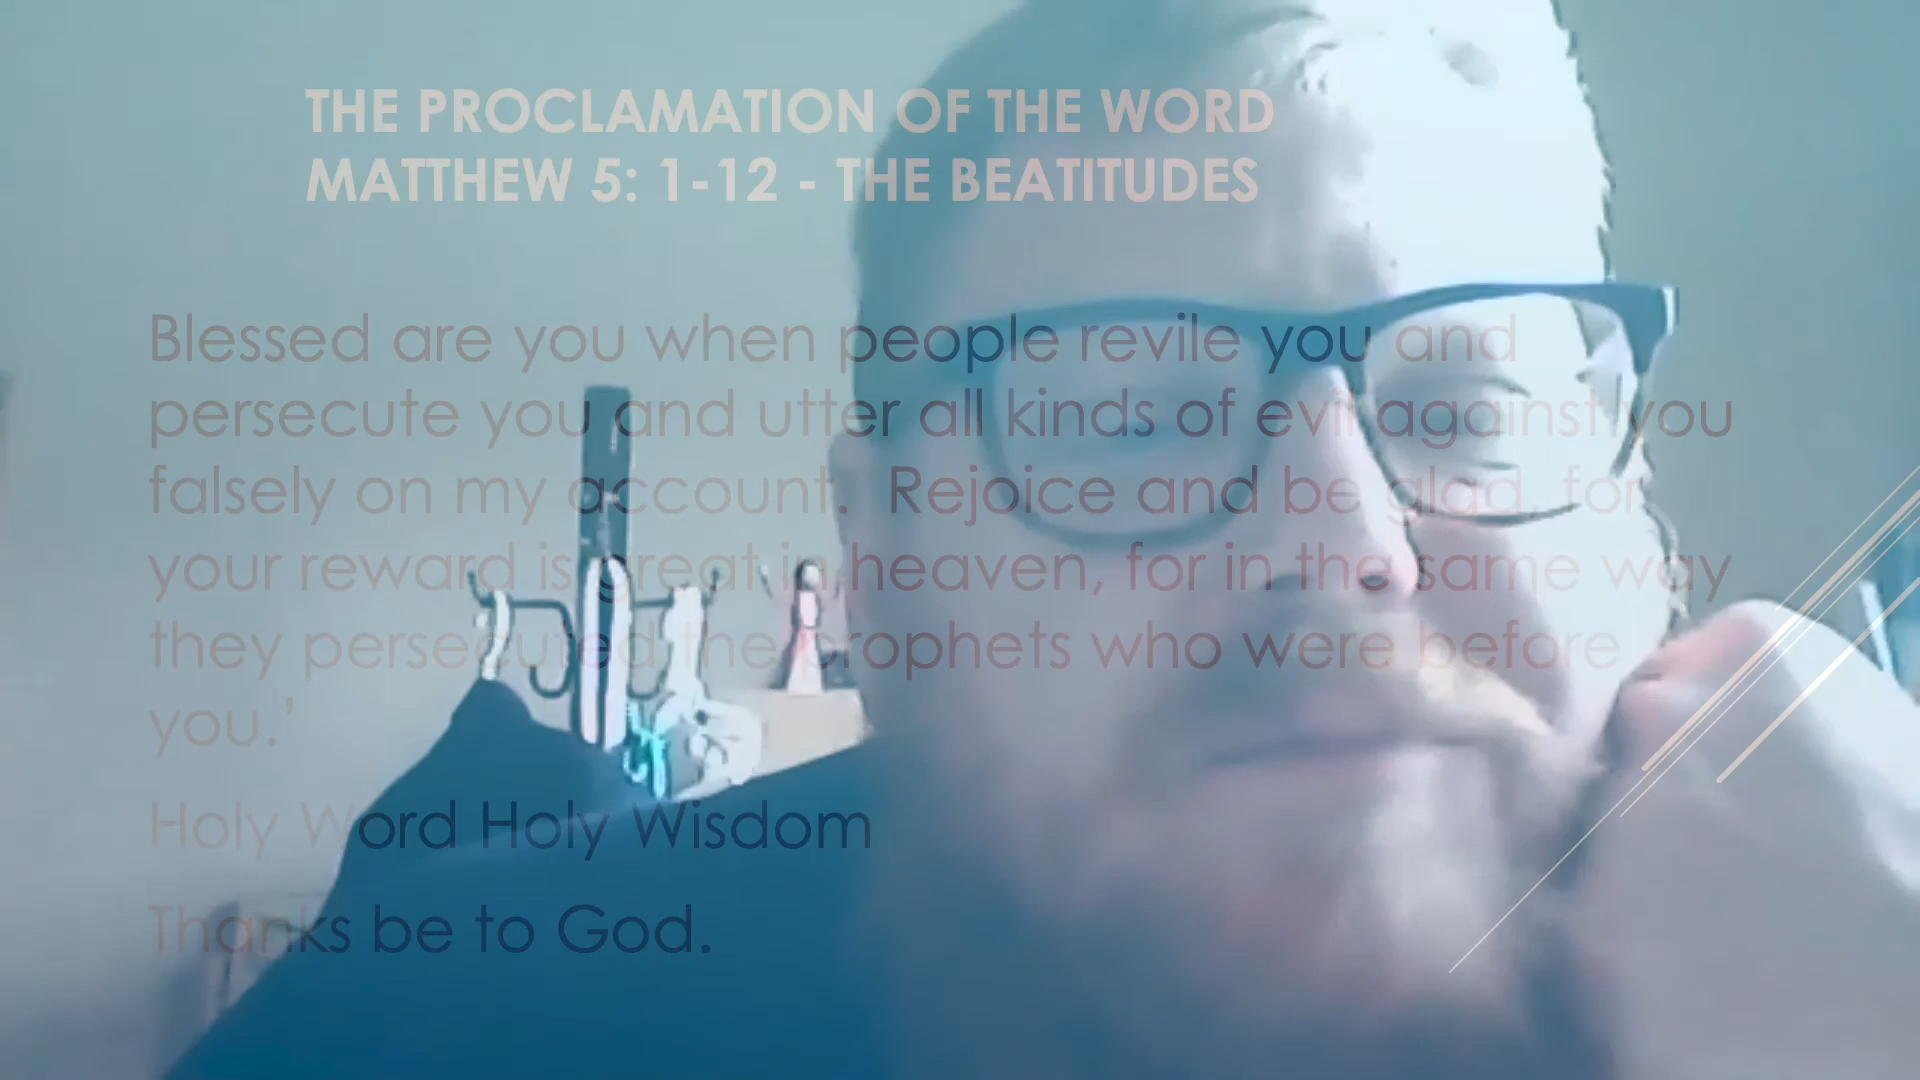 THE PROCLAMATION OF THE WORD
MATTHEW 5: 1-12 - THE BEATITUDES
Blessed are you when people revile you and
persecute you and utter all kinds of evil against you
falsely on my account. Rejoice and be glad, for
your reward is great in heaven, for in the same way
they persecuted the prophets who were before
you.'
Holy Word Holy Wisdom
Thanks be to God.